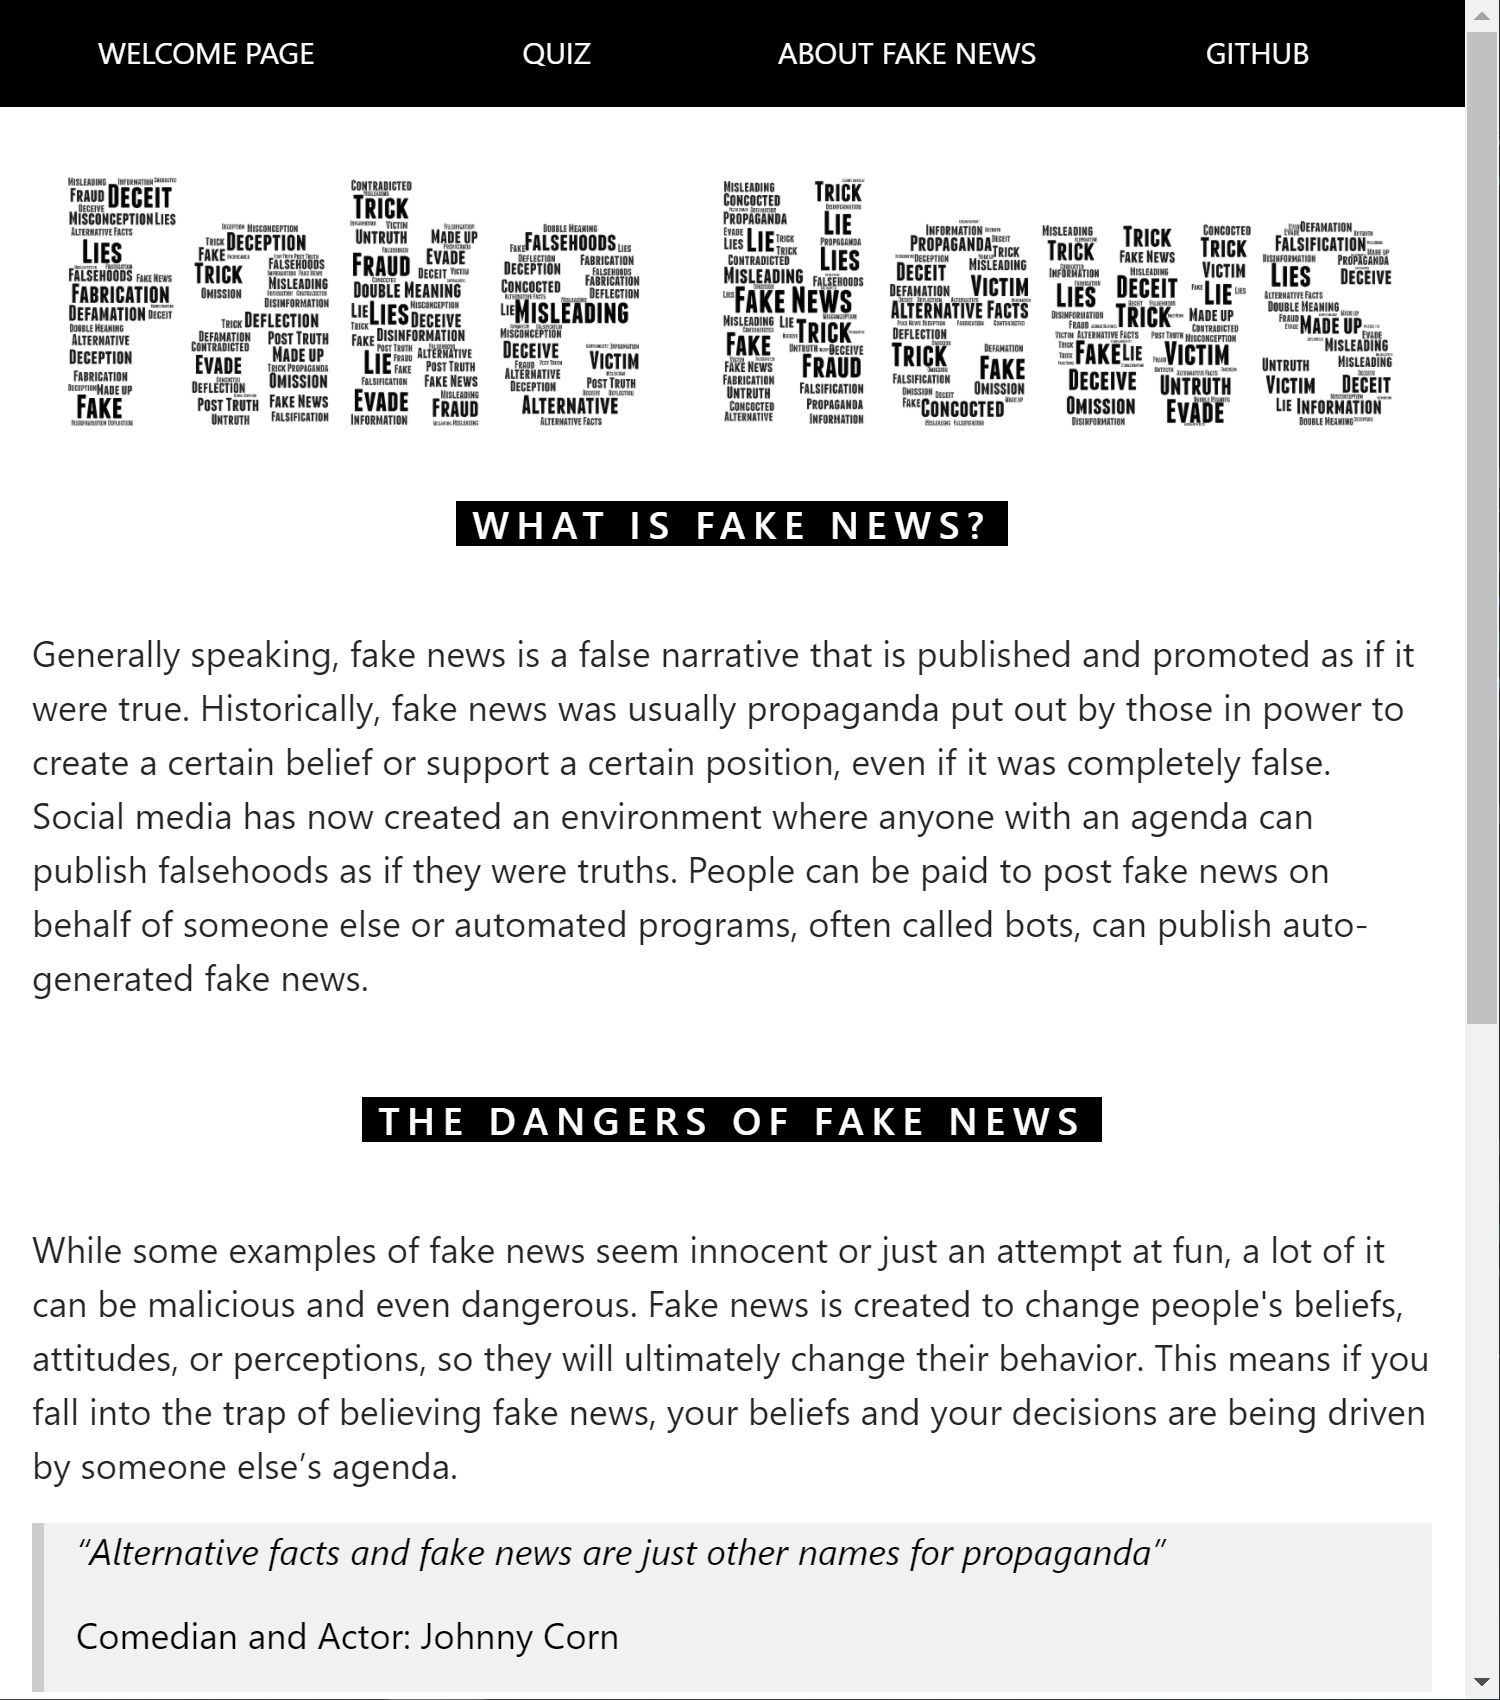 WELCOME PAGE QUIZ ABOUT FAKE NEWS GITHUB
Fake News
WHAT IS FAKE NEWS?
Generally speaking, fake news is a false narrative that is published and promoted as if it
were true. Historically, fake news was usually propaganda put out by those in power to
create a certain belief or support a certain position, even if it was completely false.
Social media has now created an environment where anyone with an agenda can
publish falsehoods as if they were truths. People can be paid to post fake news on
behalf of someone else or automated programs, often called bots, can publish auto-
generated fake news.
THE DANGERS OF FAKE NEWS
While some examples of fake news seem innocent or just an attempt at fun, a lot of it
can be malicious and even dangerous. Fake news is created to change people's beliefs,
attitudes, or perceptions, so they will ultimately change their behavior. This means if you
fall into the trap of believing fake news, your beliefs and your decisions are being driven
by someone else’s agenda.
“Alternative facts and fake news are just other names for propaganda”
Comedian and Actor: Johnny Corn